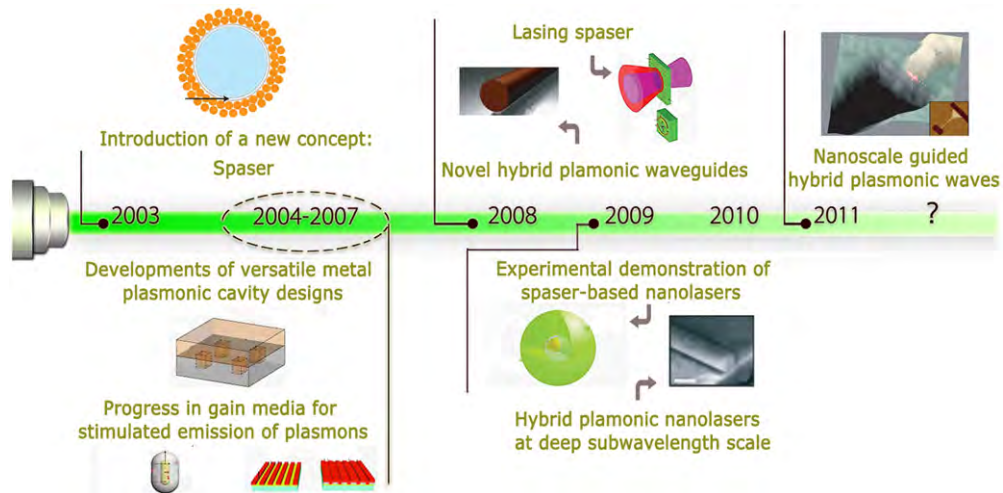 Introduction of a new concept:
Spaser
Lasing spaser
Novel hybrid plamonic waveguides
Nanoscale guided
hybrid plasmonic waves
2003
2004-2007
2008
2009
2010
2011
?
Developments of versatile metal
plasmonic cavity designs
Progress in gain media for
stimulated emission of plasmons
Experimental demonstration of
spaser-based nanolasers
Hybrid plamonic nanolasers
at deep subwavelength scale